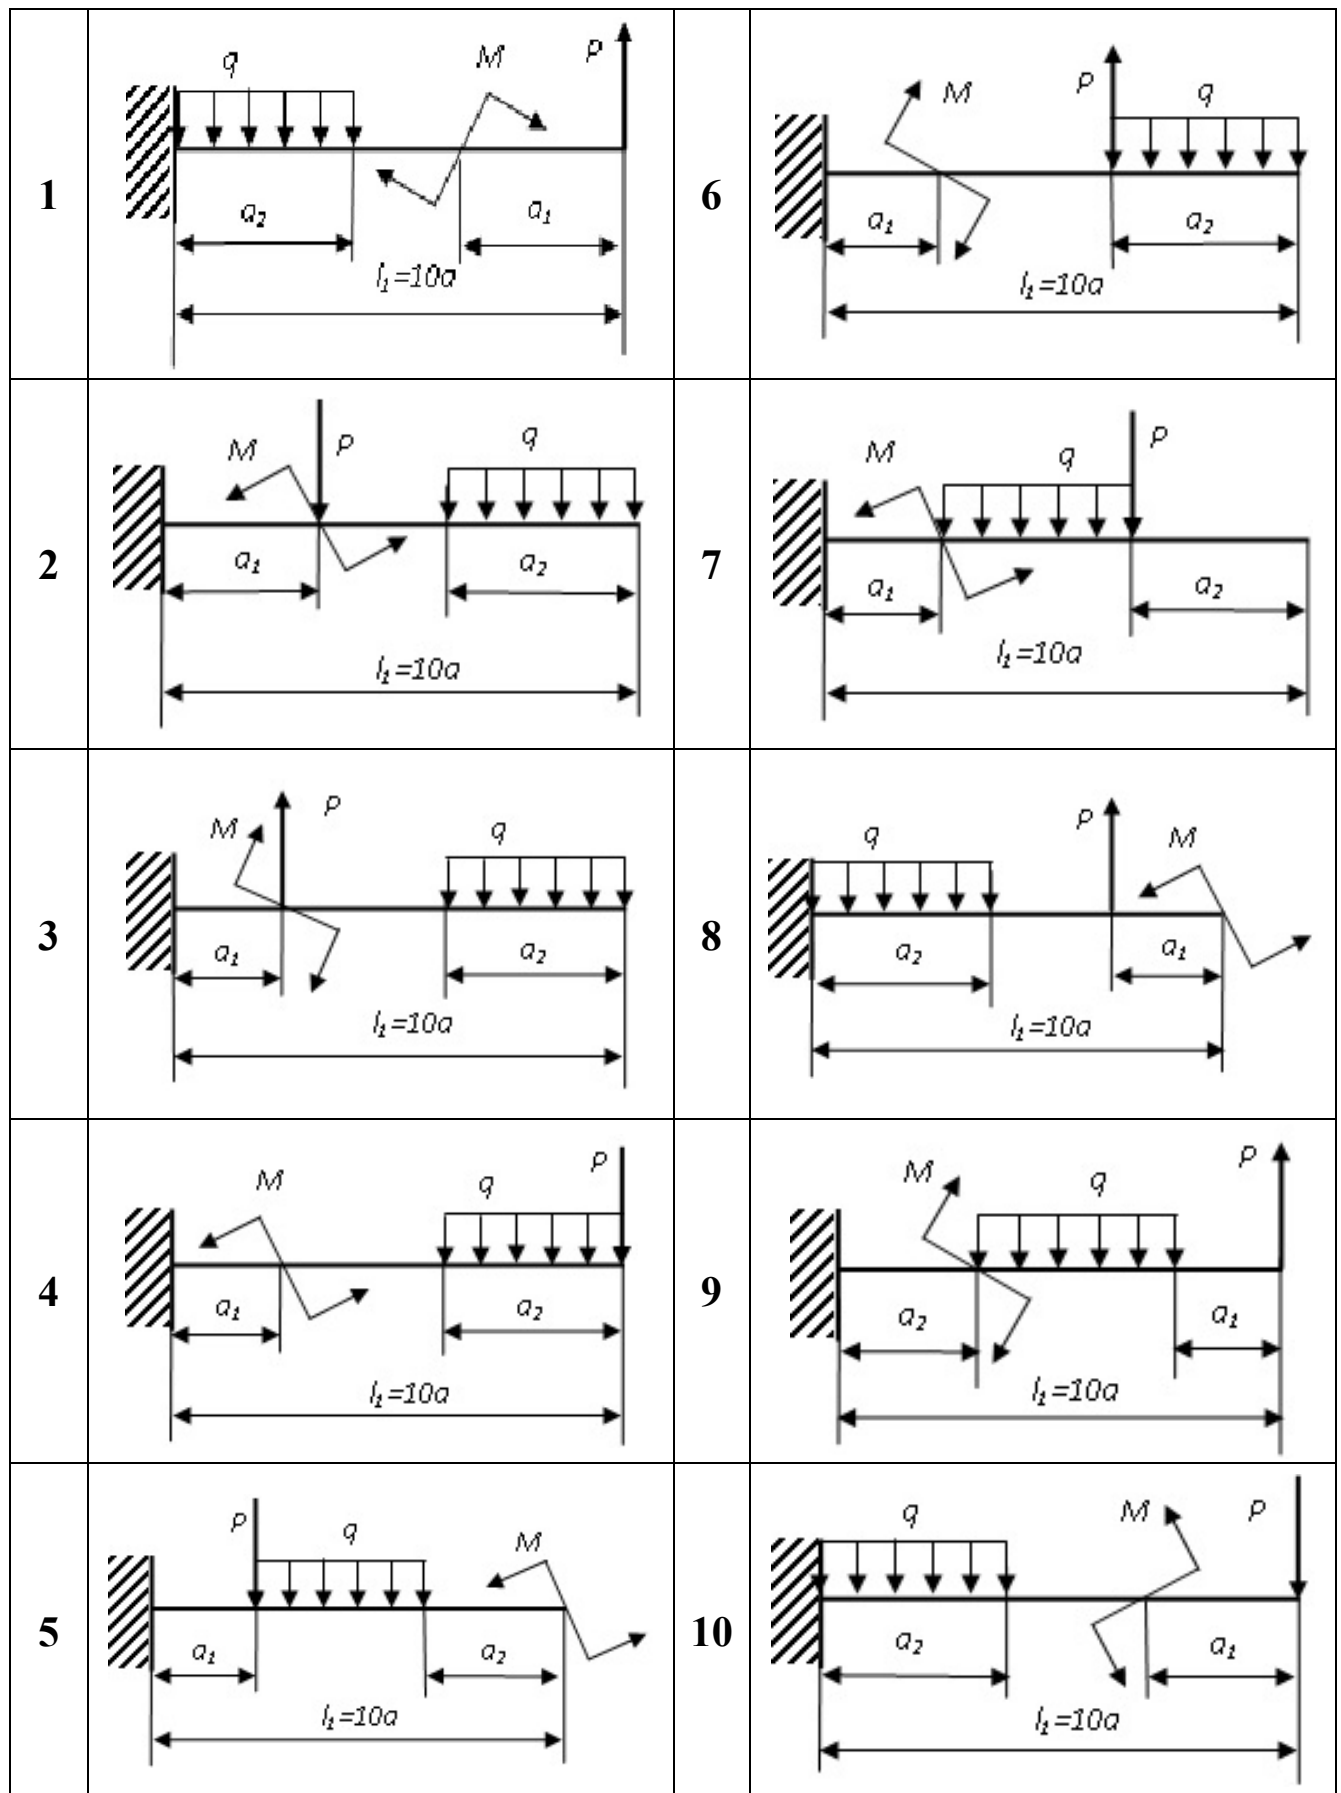 1
q
M
P
a₂
a₁
l₁=10a
6
P
M
q
a₁
a₂
l₁=10a
2
M
P
q
a₁
a₂
l₁=10a
7
M
q
P
a₁
a₂
l₁=10a
3
M
P
q
a₁
a₂
l₁=10a
8
q
P
M
a₂
a₁
l₁=10a
4
M
q
P
a₁
a₂
l₁=10a
9
M
q
P
a₂
a₁
l₁=10a
5
P
q
M
a₁
a₂
l₁=10a
10
q
M
P
a₂
a₁
l₁=10a